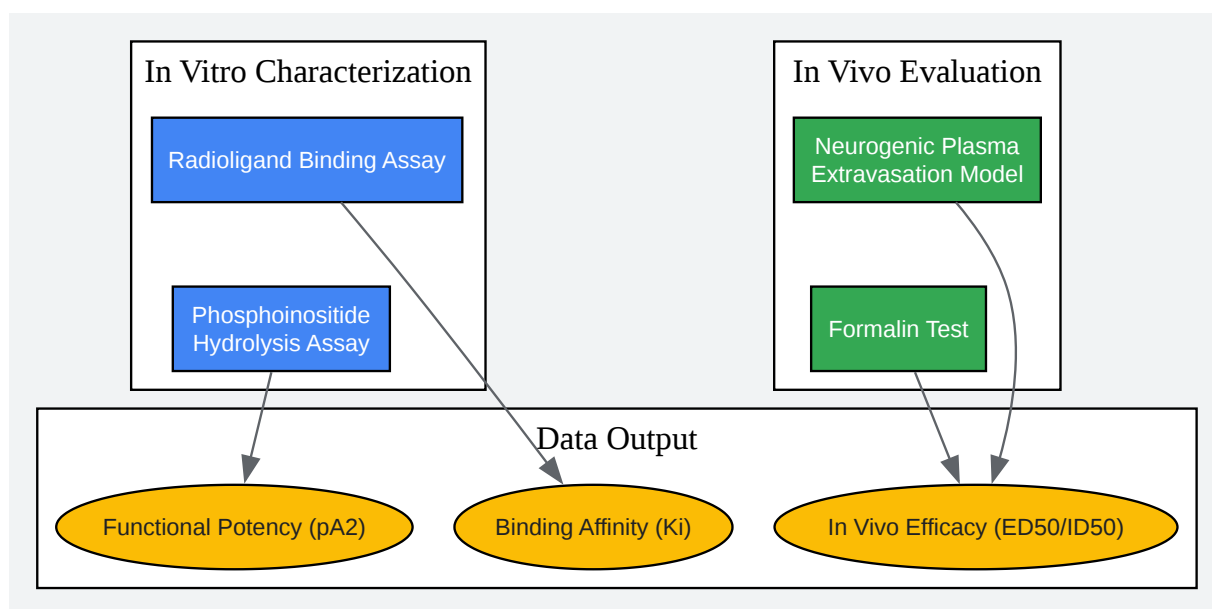 In Vitro Characterization
Radioligand Binding Assay
Phosphoinositide
Hydrolysis Assay
In Vivo Evaluation
Neurogenic Plasma
Extravasation Model
Formalin Test
Data Output
Functional Potency (pA2)
Binding Affinity (Ki)
In Vivo Efficacy (ED50/ID50)